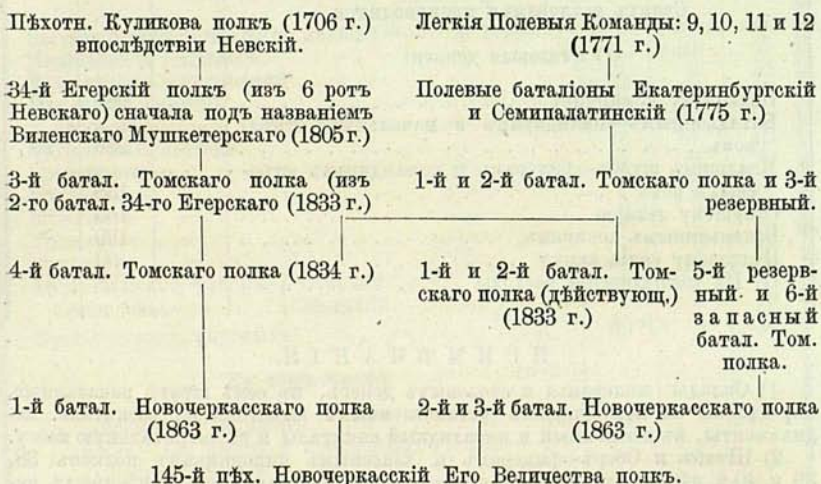 Пѣхотн. Куликова полкъ (1706 г.)
впослѣдствіи Невскій.
Легкія Полевыя Команды: 9, 10, 11 и 12
(1771 г.)
34-й Егерскій полкъ (изъ 6 ротъ
Невскаго) сначала подъ названіемъ
Виленскаго Мушкетерскаго (1805 г.)
Полевые баталіоны Екатеринбургскій
и Семипалатинскій (1775 г.)
3-й батал. Томскаго полка (изъ
2-го батал. 34-го Егерскаго (1833 г.)
1-й и 2-й батал. Томскаго полка и 3-й
резервный.
4-й батал. Томскаго полка (1834 г.)
1-й и 2-й батал. Том-
скаго полка (дѣйствующ.)
(1833 г.)
5-й резерв-
ный и 6-й
запасный
батал. Том.
полка.
1-й батал. Новочеркасскаго полка
(1863 г.)
2-й и 3-й батал. Новочеркасскаго полка
(1863 г.)
145-й пѣх. Новочеркасскій Его Величества полкъ.